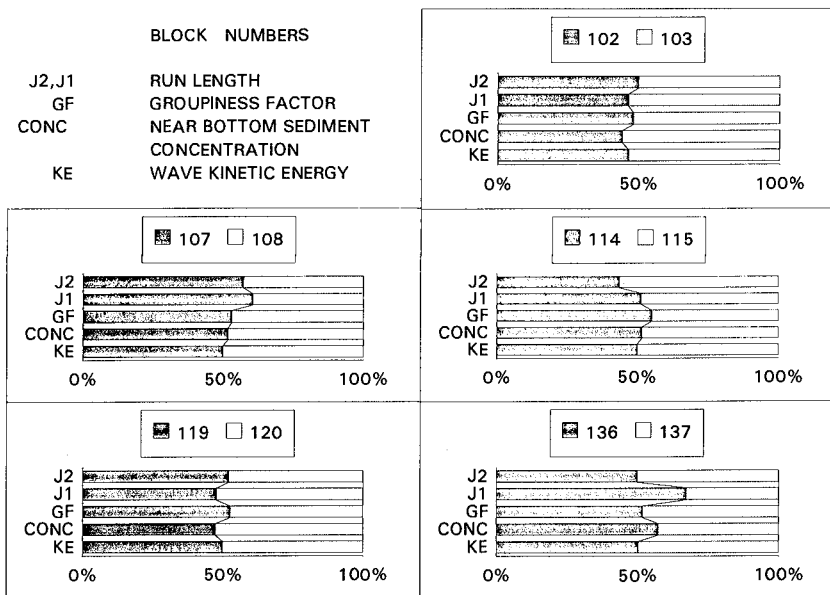 BLOCK NUMBERS
J2,J1 RUN LENGTH
GF GROUPINESS FACTOR
CONC NEAR BOTTOM SEDIMENT
CONCENTRATION
KE WAVE KINETIC ENERGY
102 103
J2
J1
GF
CONC
KE
0% 50% 100%
107 108
J2
J1
GF
CONC
KE
0% 50% 100%
114 115
J2
J1
GF
CONC
KE
0% 50% 100%
119 120
J2
J1
GF
CONC
KE
0% 50% 100%
136 137
J2
J1
GF
CONC
KE
0% 50% 100%